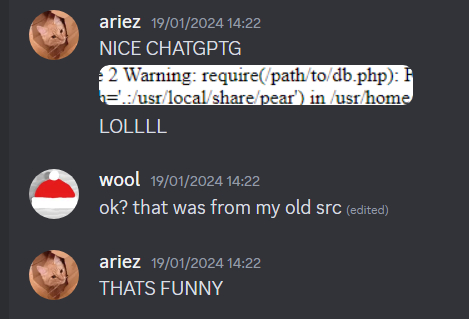 ariez 19/01/2024 14:22
NICE CHATGPTG
2 Warning: require(/path/to/db.php):
='.:/usr/local/share/pear') in /usr/home
LOLLLL
wool 19/01/2024 14:22
ok? that was from my old src (edited)
ariez 19/01/2024 14:22
THATS FUNNY